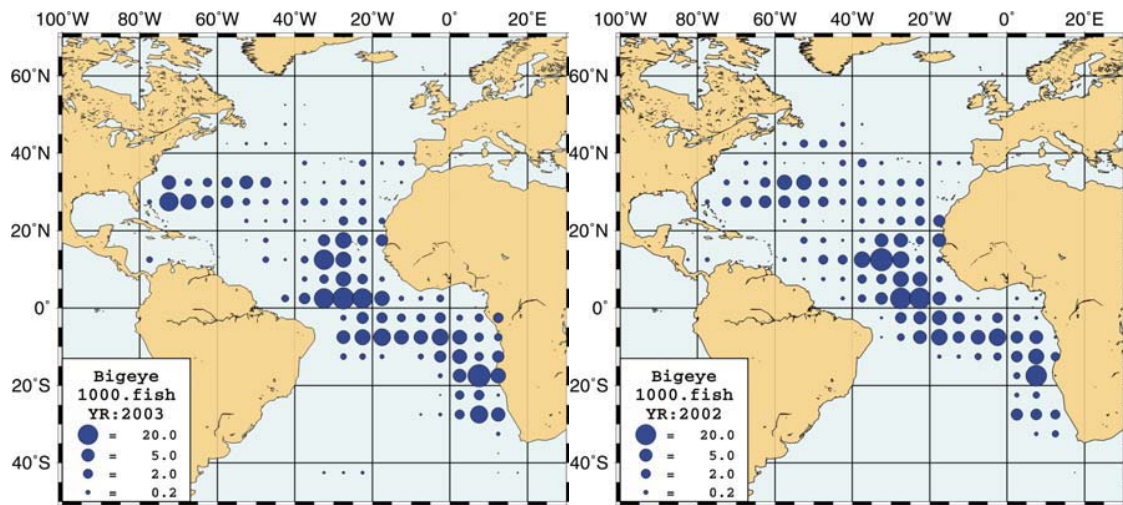 100°W 80°W 60°W 40°W 20°W 0° 20°E
100°W 80°W 60°W 40°W 20°W 0° 20°E
60°N
40°N
20°N
0°
20°S
40°S
Bigeye
1000.fish
YR:2003
= 20.0
= 5.0
= 2.0
= 0.2
60°N
40°N
20°N
0°
20°S
40°S
Bigeye
1000.fish
YR:2002
= 20.0
= 5.0
= 2.0
= 0.2